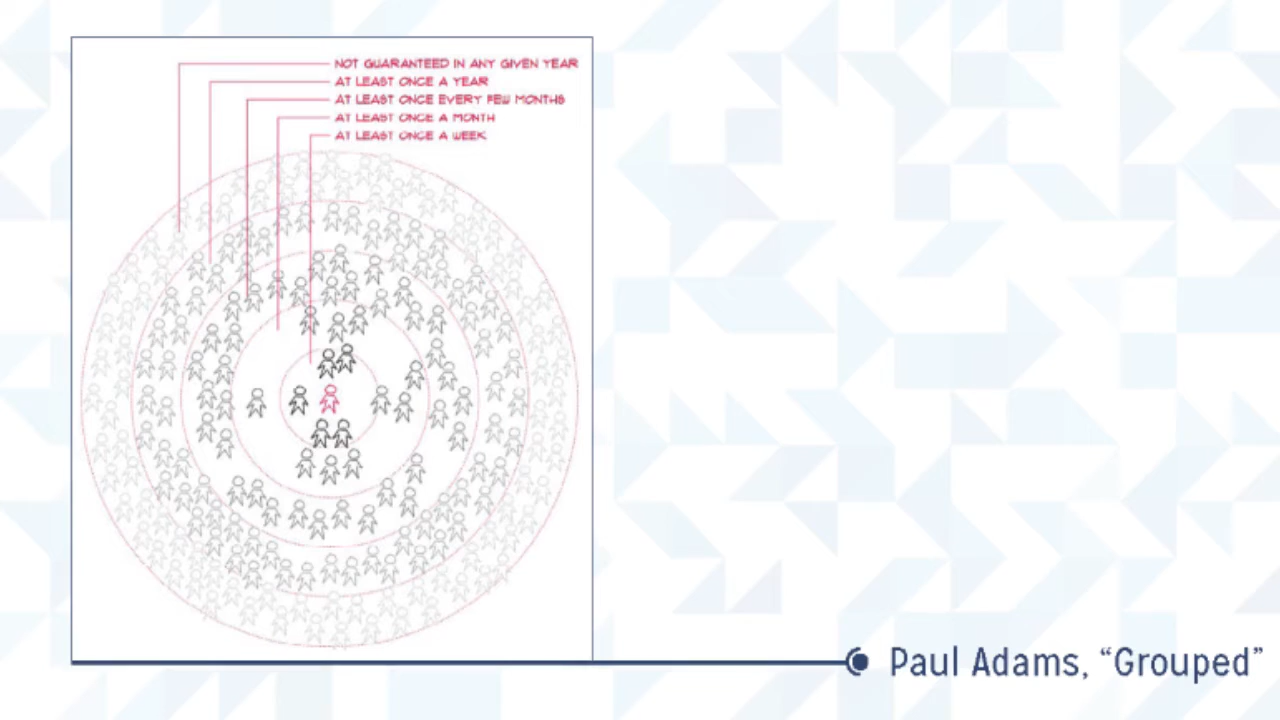 NOT GUARANTEED IN ANY GIVEN YEAR
AT LEAST ONCE A YEAR
AT LEAST ONCE EVERY FEW MONTHS
AT LEAST ONCE A MONTH
AT LEAST ONCE A WEEK
Paul Adams, “Grouped”